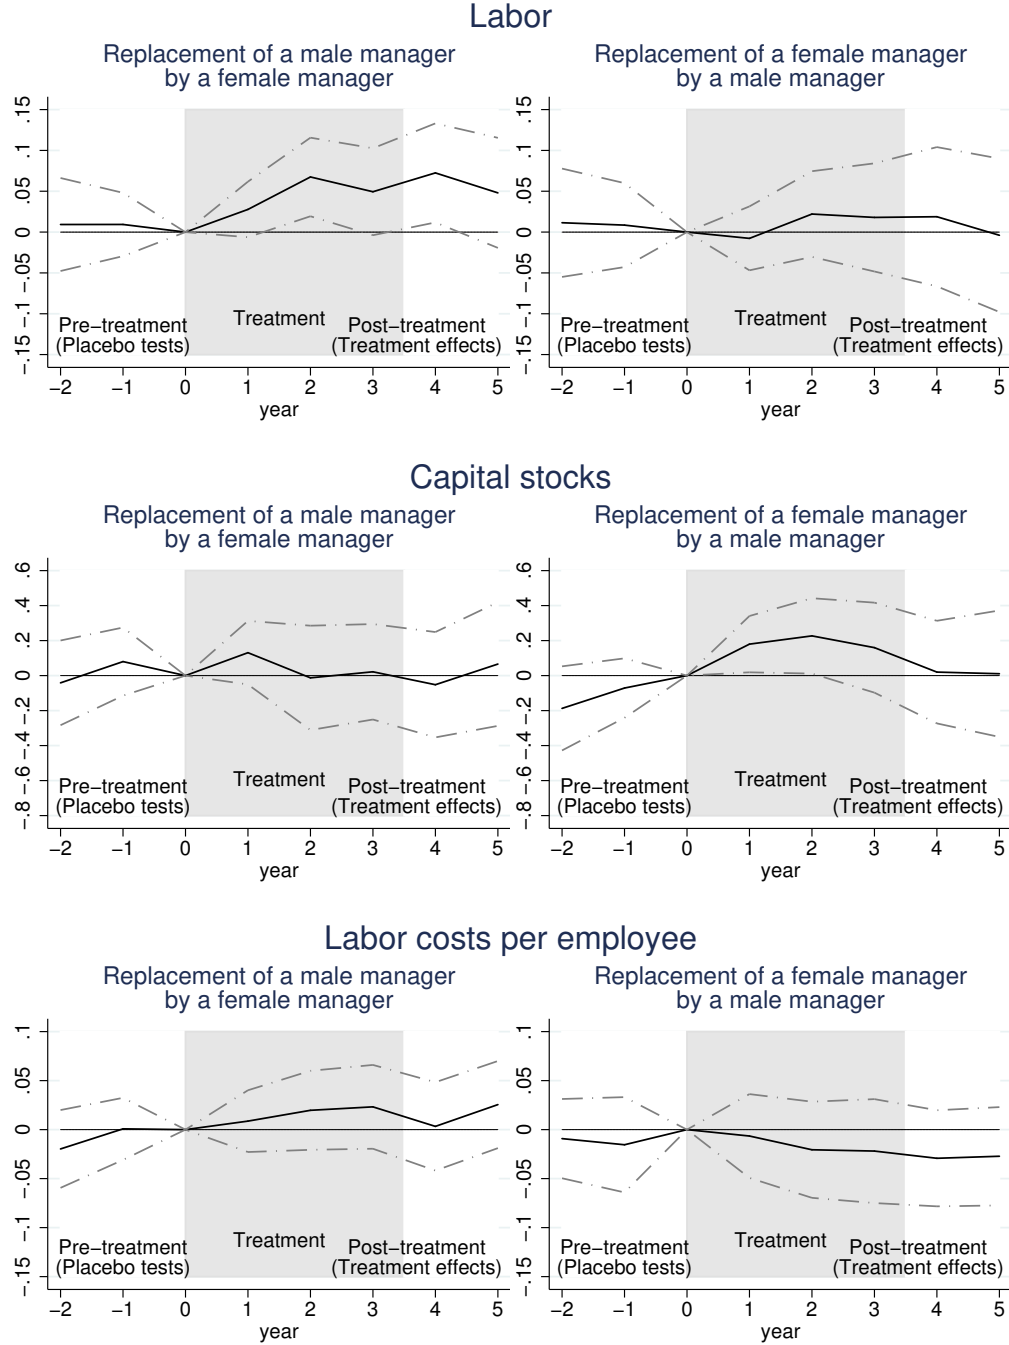 Labor
Replacement of a male manager
by a female manager
.15
.1
.05
0
−.05
−.1
−.15
Pre−treatment
(Placebo tests)
Treatment
Post−treatment
(Treatment effects)
−2 −1 0 1 2 3 4 5
year
Replacement of a female manager
by a male manager
.15
.1
.05
0
−.05
−.1
−.15
Pre−treatment
(Placebo tests)
Treatment
Post−treatment
(Treatment effects)
−2 −1 0 1 2 3 4 5
year
Capital stocks
Replacement of a male manager
by a female manager
.6
.4
.2
0
−.2
−.4
−.6
−.8
Pre−treatment
(Placebo tests)
Treatment
Post−treatment
(Treatment effects)
−2 −1 0 1 2 3 4 5
year
Replacement of a female manager
by a male manager
.6
.4
.2
0
−.2
−.4
−.6
−.8
Pre−treatment
(Placebo tests)
Treatment
Post−treatment
(Treatment effects)
−2 −1 0 1 2 3 4 5
year
Labor costs per employee
Replacement of a male manager
by a female manager
.1
.05
0
−.05
−.1
−.15
Pre−treatment
(Placebo tests)
Treatment
Post−treatment
(Treatment effects)
−2 −1 0 1 2 3 4 5
year
Replacement of a female manager
by a male manager
.1
.05
0
−.05
−.1
−.15
Pre−treatment
(Placebo tests)
Treatment
Post−treatment
(Treatment effects)
−2 −1 0 1 2 3 4 5
year